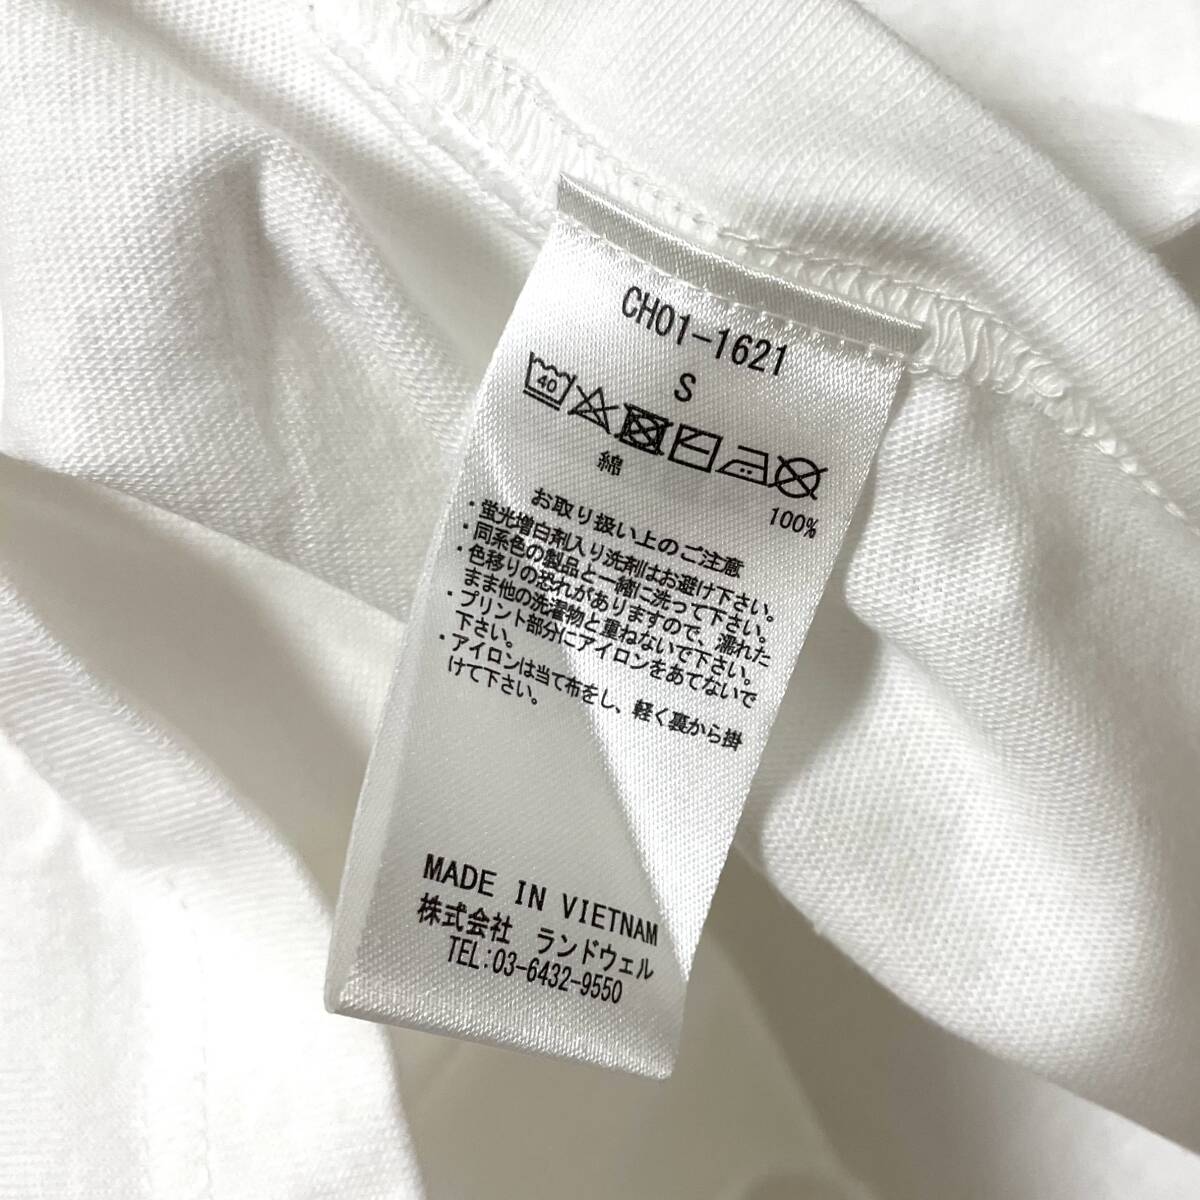 CH01-1621
S
40
綿
100%
お取り扱い上のご注意
・蛍光増白剤入り洗剤はお避け下さい。
・同系色の製品と一緒に洗って下さい。
・色移りの恐れがありますので、濡れた
まま他の洗濯物と重ねないで下さい。
・プリント部分にアイロンをあてないで
下さい。
・アイロンは当て布をし、軽く裏から掛
けて下さい。
MADE IN VIETNAM
株式会社 ランドウェル
TEL:03-6432-9550